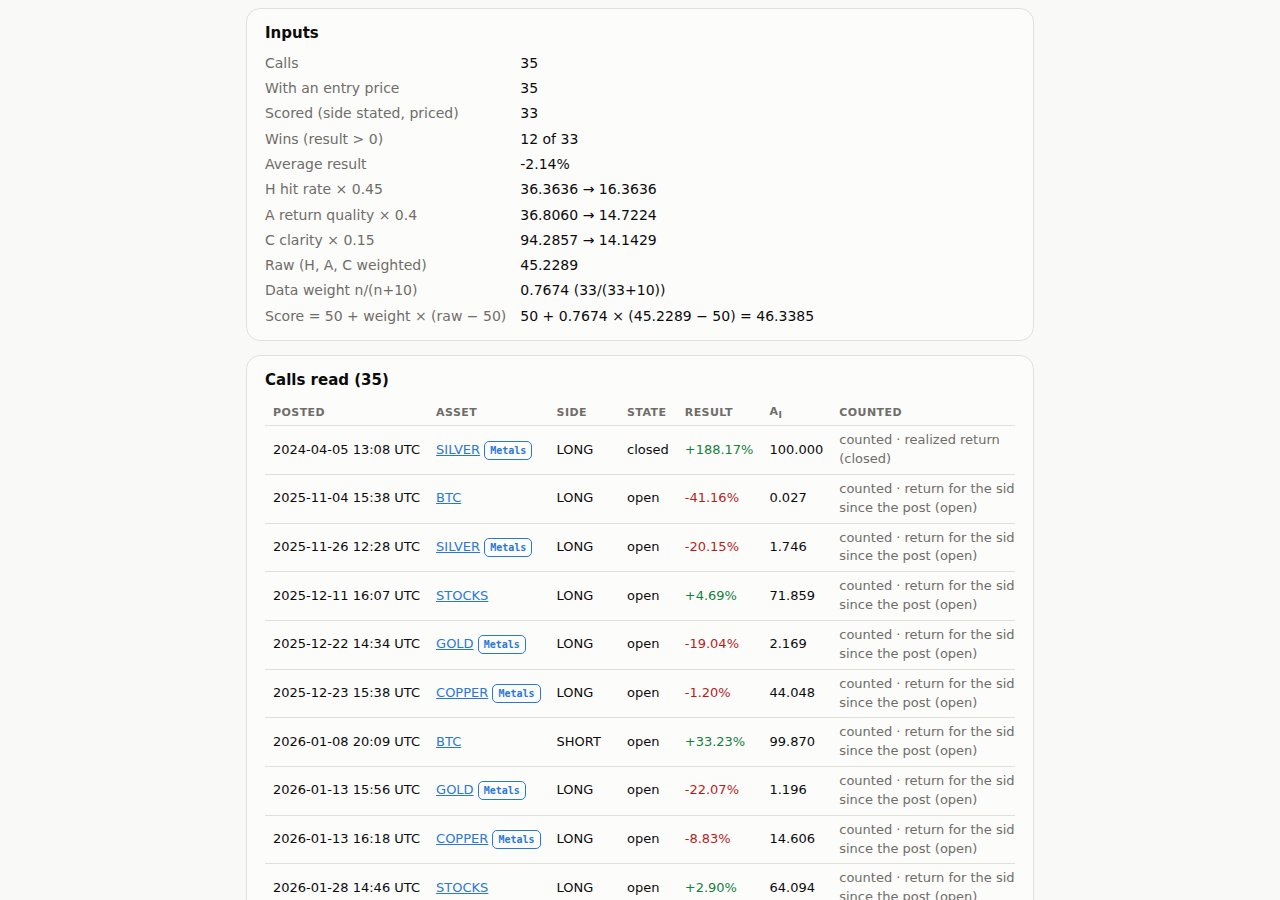 Inputs
Calls 35
With an entry price 35
Scored (side stated, priced) 33
Wins (result > 0) 12 of 33
Average result -2.14%
H hit rate × 0.45 36.3636 → 16.3636
A return quality × 0.4 36.8060 → 14.7224
C clarity × 0.15 94.2857 → 14.1429
Raw (H, A, C weighted) 45.2289
Data weight n/(n+10) 0.7674 (33/(33+10))
Score = 50 + weight × (raw − 50) 50 + 0.7674 × (45.2289 − 50) = 46.3385
Calls read (35)
POSTED ASSET SIDE STATE RESULT A_I COUNTED
2024-04-05 13:08 UTC SILVER Metals LONG closed +188.17% 100.000 counted · realized return
(closed)
2025-11-04 15:38 UTC BTC LONG open -41.16% 0.027 counted · return for the sid
since the post (open)
2025-11-26 12:28 UTC SILVER Metals LONG open -20.15% 1.746 counted · return for the sid
since the post (open)
2025-12-11 16:07 UTC STOCKS LONG open +4.69% 71.859 counted · return for the sid
since the post (open)
2025-12-22 14:34 UTC GOLD Metals LONG open -19.04% 2.169 counted · return for the sid
since the post (open)
2025-12-23 15:38 UTC COPPER Metals LONG open -1.20% 44.048 counted · return for the sid
since the post (open)
2026-01-08 20:09 UTC BTC SHORT open +33.23% 99.870 counted · return for the sid
since the post (open)
2026-01-13 15:56 UTC GOLD Metals LONG open -22.07% 1.196 counted · return for the sid
since the post (open)
2026-01-13 16:18 UTC COPPER Metals LONG open -8.83% 14.606 counted · return for the sid
since the post (open)
2026-01-28 14:46 UTC STOCKS LONG open +2.90% 64.094 counted · return for the sid
since the post (open)